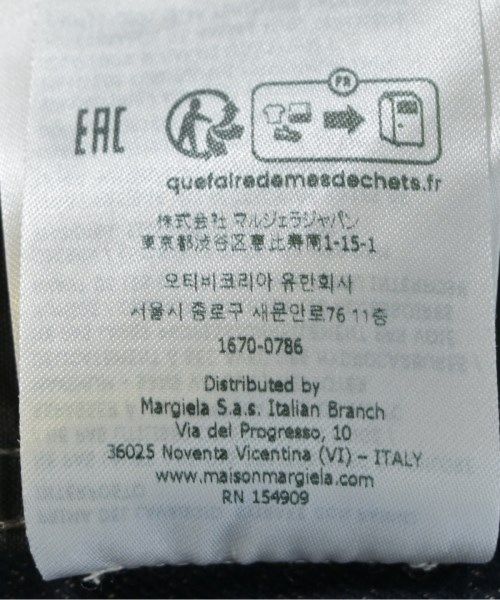 FR
EAC
quefairedemesdechets.fr
株式会社 マルジェラジャパン
東京都渋谷区恵比寿南1-15-1
오티비코리아 유한회사
서울시 종로구 새문안로76 11층
1670-0786
Distributed by
Margiela S.a.s. Italian Branch
Via del Progresso, 10
36025 Noventa Vicentina (VI) – ITALY
www.maisonmargiela.com
RN 154909